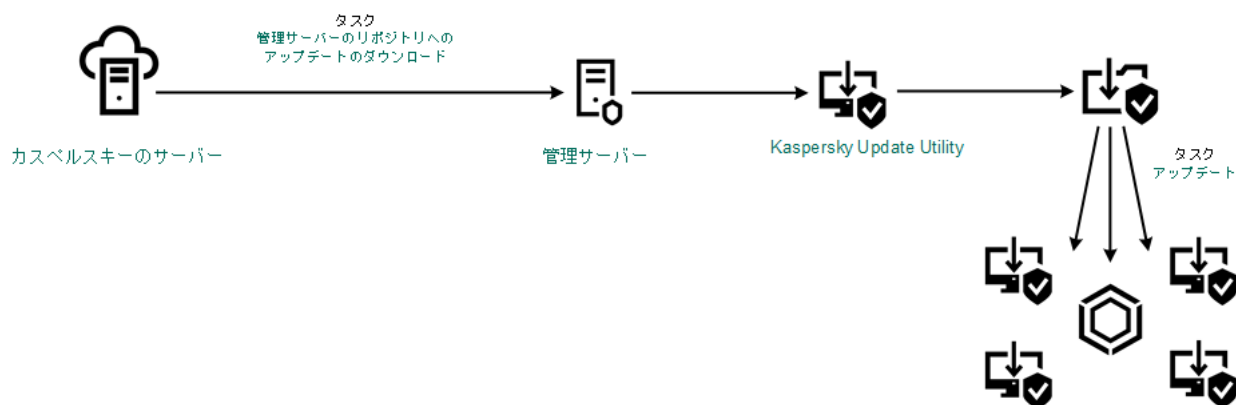 タスク
管理サーバーのリポジトリへの
アップデートのダウンロード
カスペルスキーのサーバー
管理サーバー
Kaspersky Update Utility
タスク
アップデート